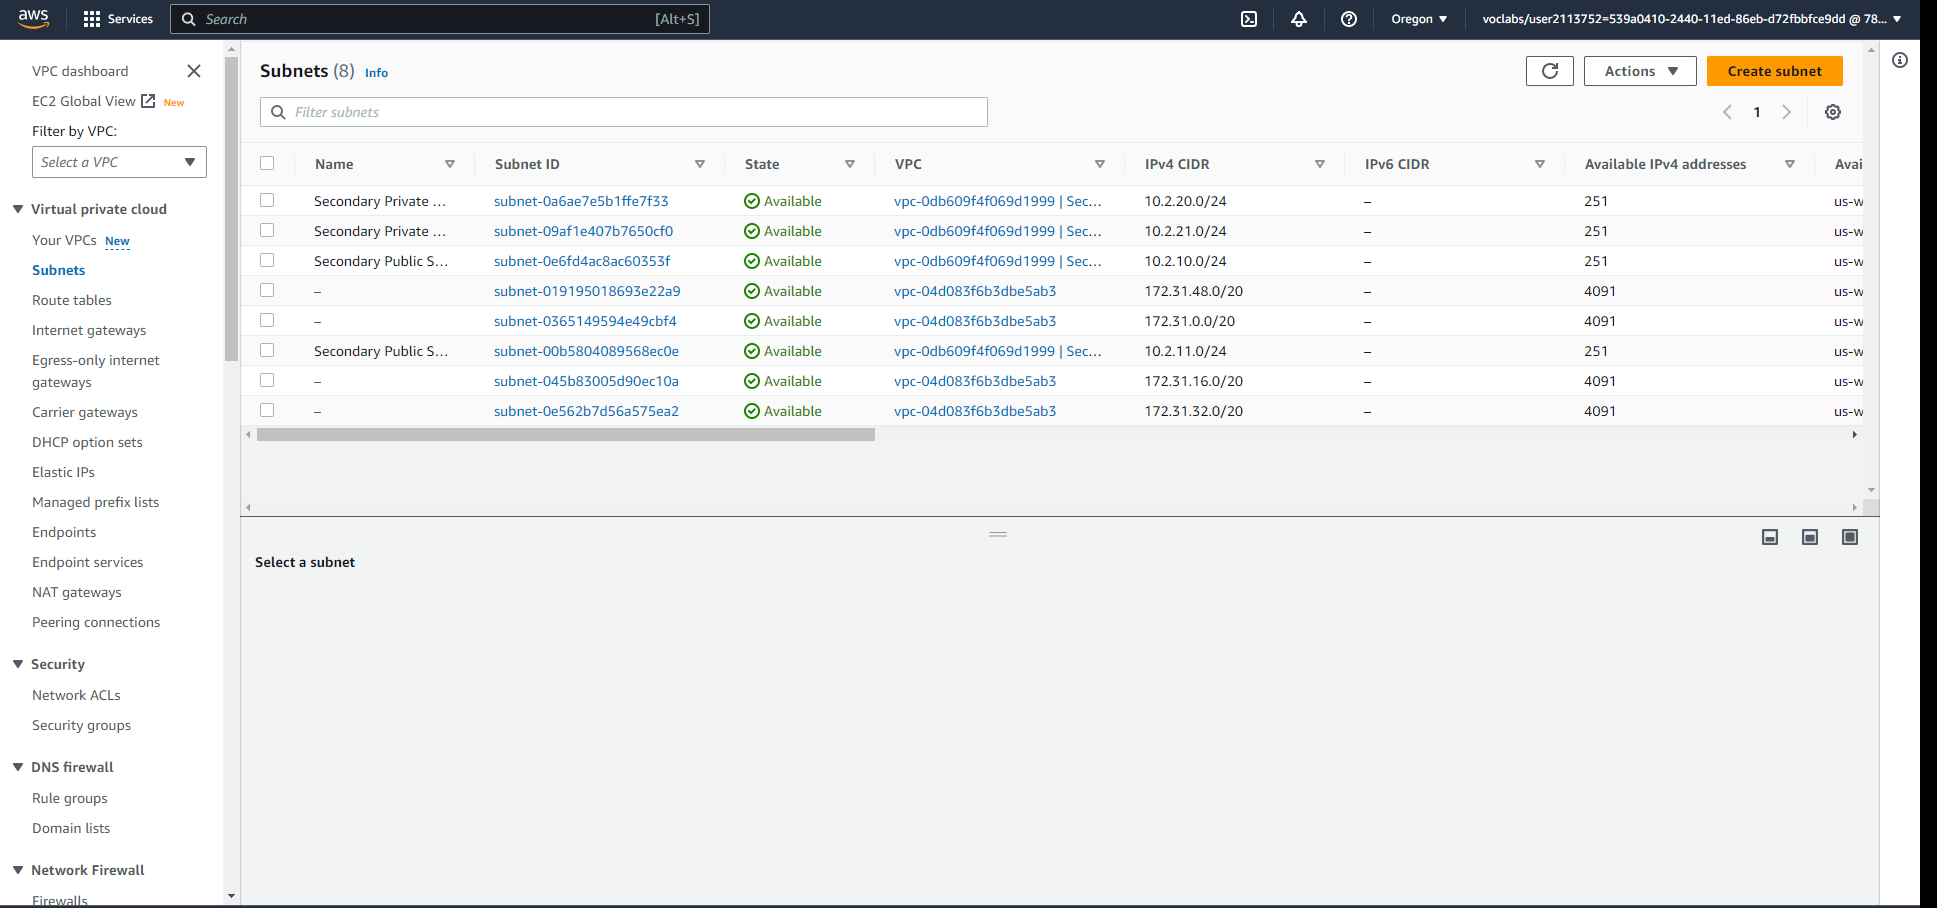 aws
Services
Search
[Alt+S]
Oregon
voclabs/user2113752=539a0410-2440-11ed-86eb-d72fbbfce9dd @ 78...
VPC dashboard
EC2 Global View New
Filter by VPC:
Select a VPC
Virtual private cloud
Your VPCs New
Subnets
Route tables
Internet gateways
Egress-only internet
gateways
Carrier gateways
DHCP option sets
Elastic IPs
Managed prefix lists
Endpoints
Endpoint services
NAT gateways
Peering connections
Security
Network ACLs
Security groups
DNS firewall
Rule groups
Domain lists
Network Firewall
Firewalls
Subnets (8) Info
Actions
Create subnet
Filter subnets
1
Name Subnet ID State VPC IPv4 CIDR IPv6 CIDR Available IPv4 addresses Avai
Secondary Private ... subnet-0a6ae7e5b1ffe7f33 Available vpc-0db609f4f069d1999 | Sec... 10.2.20.0/24 – 251 us-w
Secondary Private ... subnet-09af1e407b7650cf0 Available vpc-0db609f4f069d1999 | Sec... 10.2.21.0/24 – 251 us-w
Secondary Public S... subnet-0e6fd4ac8ac60353f Available vpc-0db609f4f069d1999 | Sec... 10.2.10.0/24 – 251 us-w
– subnet-019195018693e22a9 Available vpc-04d083f6b3dbe5ab3 172.31.48.0/20 – 4091 us-w
– subnet-0365149594e49cbf4 Available vpc-04d083f6b3dbe5ab3 172.31.0.0/20 – 4091 us-w
Secondary Public S... subnet-00b5804089568ec0e Available vpc-0db609f4f069d1999 | Sec... 10.2.11.0/24 – 251 us-w
– subnet-045b83005d90ec10a Available vpc-04d083f6b3dbe5ab3 172.31.16.0/20 – 4091 us-w
– subnet-0e562b7d56a575ea2 Available vpc-04d083f6b3dbe5ab3 172.31.32.0/20 – 4091 us-w
Select a subnet